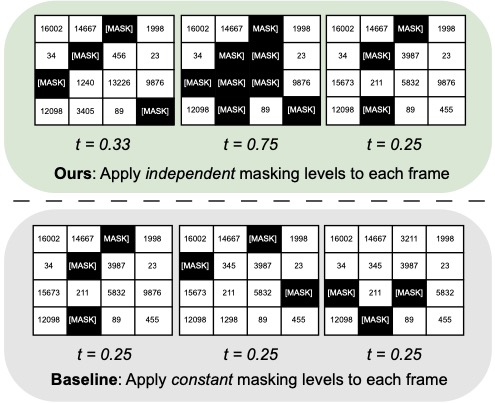 16002 14667 [MASK] 1998 16002 14667 [MASK] 1998 16002 14667 [MASK] 1998
34 [MASK] 456 23 34 [MASK] [MASK] 23 34 [MASK] 3987 23
[MASK] 1240 13226 9876 [MASK] [MASK] [MASK] 9876 15673 211 5832 9876
12098 3405 89 [MASK] 12098 [MASK] 89 [MASK] 12098 [MASK] 89 455
t = 0.33 t = 0.75 t = 0.25
Ours: Apply independent masking levels to each frame
16002 14667 [MASK] 1998 16002 14667 [MASK] 1998 16002 14667 3211 1998
34 [MASK] 3987 23 [MASK] 345 3987 23 34 345 3987 23
15673 211 5832 9876 15673 211 5832 [MASK] [MASK] 211 [MASK] 9876
12098 [MASK] 89 455 12098 1298 89 455 12098 [MASK] 89 455
t = 0.25 t = 0.25 t = 0.25
Baseline: Apply constant masking levels to each frame